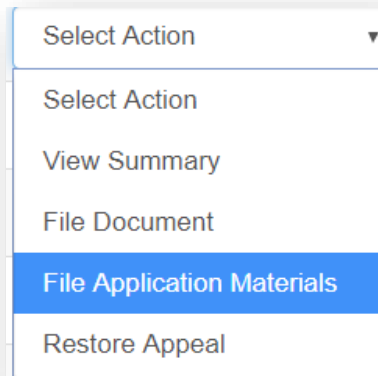 Select Action
Select Action
View Summary
File Document
File Application Materials
Restore Appeal